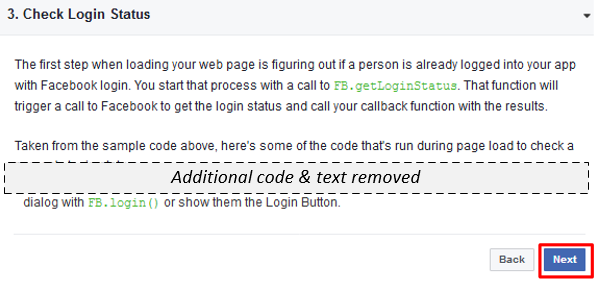 3. Check Login Status
The first step when loading your web page is figuring out if a person is already logged into your app
with Facebook login. You start that process with a call to FB.getLoginStatus. That function will
trigger a call to Facebook to get the login status and call your callback function with the results.
Taken from the sample code above, here's some of the code that's run during page load to check a
Additional code & text removed
dialog with FB.login() or show them the Login Button.
Back
Next